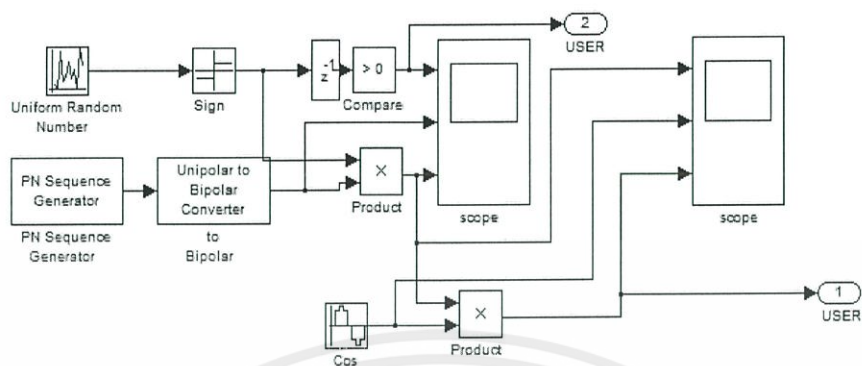 2
USER
z-1
> 0
Uniform Random
Number
Sign
Compare
PN Sequence
Generator
PN Sequence
Generator
Unipolar to
Bipolar
Converter
to
Bipolar
×
Product
scope
scope
Cos
×
Product
1
USER